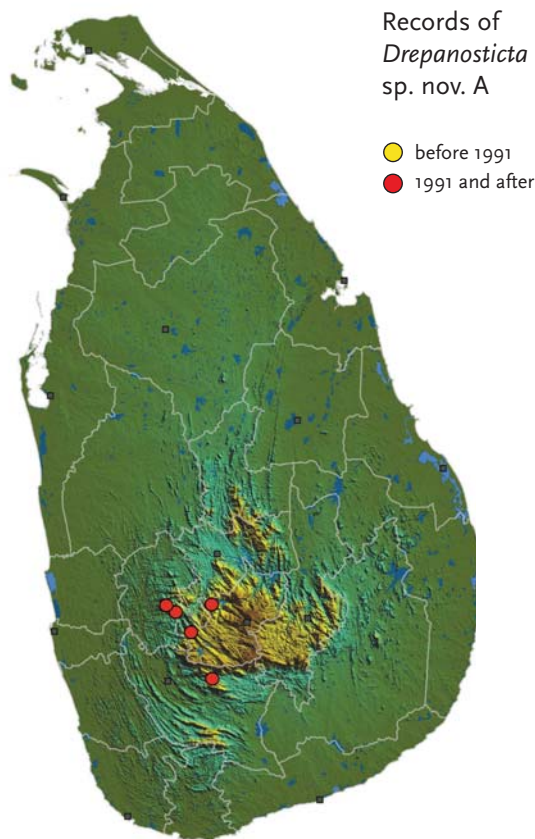 Records of
Drepanosticta
sp. nov. A
before 1991
1991 and after